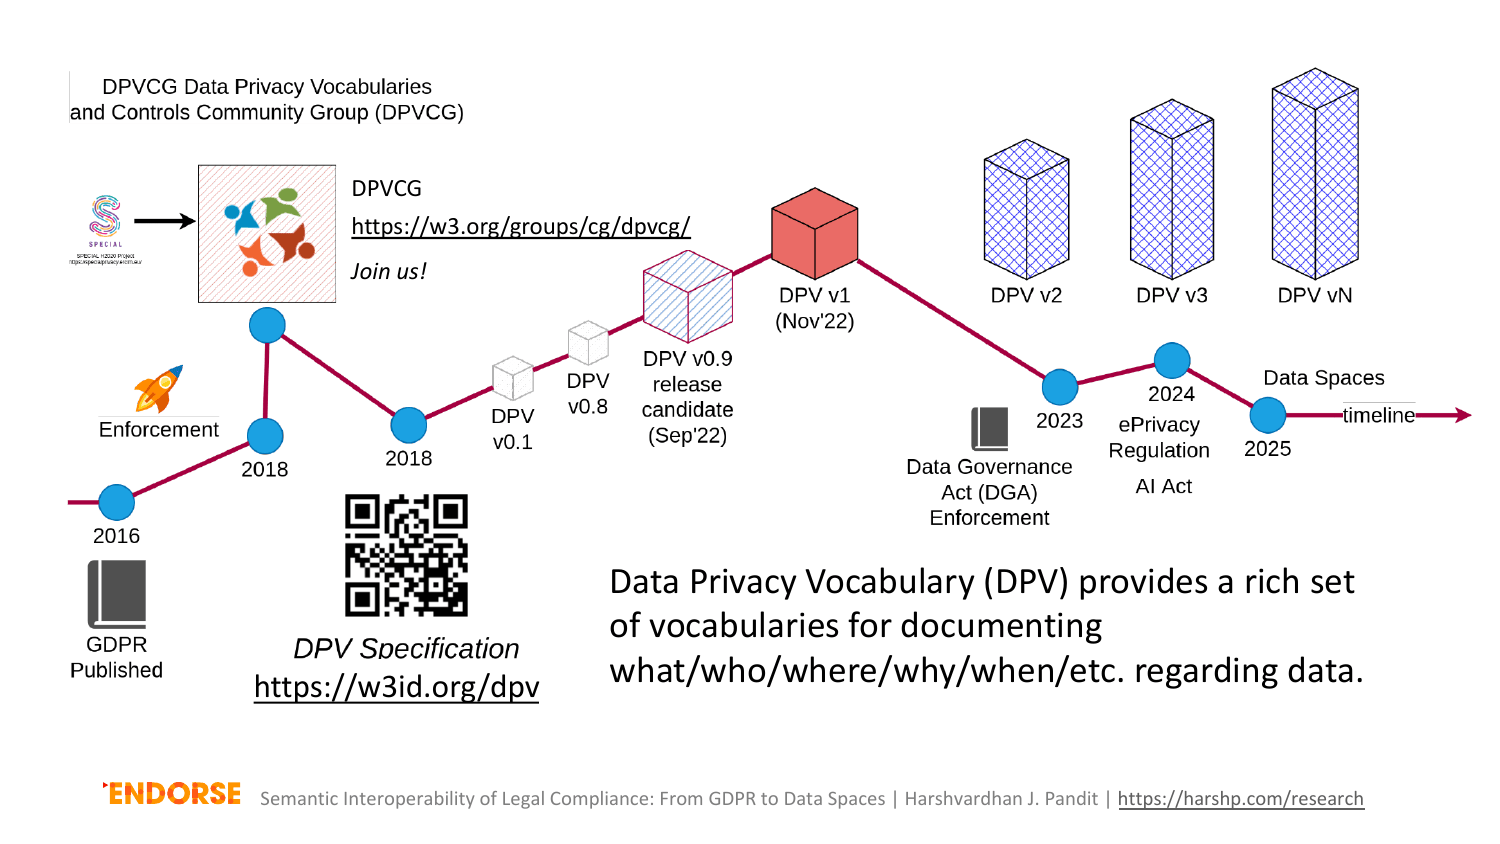 DPVCG Data Privacy Vocabularies
and Controls Community Group (DPVCG)
SPECIAL
SPECIAL H2020 Project
DPVCG
https://w3.org/groups/cg/dpvcg/
Join us!
Enforcement
2016
GDPR
Published
2018
2018
DPV
v0.1
DPV
v0.8
DPV v0.9
release
candidate
(Sep'22)
DPV v1
(Nov'22)
DPV v2
DPV v3
DPV vN
2023
Data Governance
Act (DGA)
Enforcement
2024
ePrivacy
Regulation
AI Act
2025
Data Spaces
timeline
DPV Specification
https://w3id.org/dpv
Data Privacy Vocabulary (DPV) provides a rich set
of vocabularies for documenting
what/who/where/why/when/etc. regarding data.
ENDORSE
Semantic Interoperability of Legal Compliance: From GDPR to Data Spaces | Harshvardhan J. Pandit | https://harshp.com/research